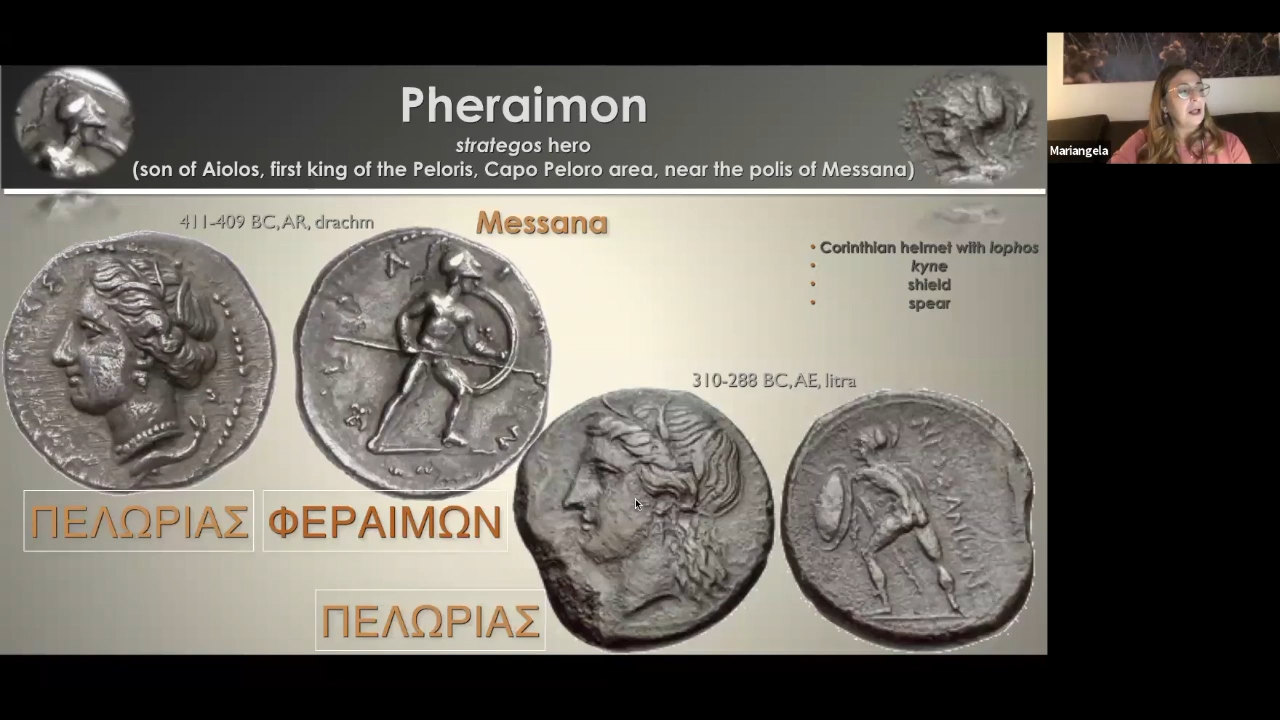 Pheraimon
strategos hero
(son of Aiolos, first king of the Peloris, Capo Peloro area, near the polis of Messana)
Mariangela
411-409 BC, AR, drachm
Messana
• Corinthian helmet with lophos
• kyne
• shield
• spear
310-288 BC, AE, litra
ΠΕΛΩΡΙΑΣ
ΦΕΡΑΙΜΩΝ
ΠΕΛΩΡΙΑΣ